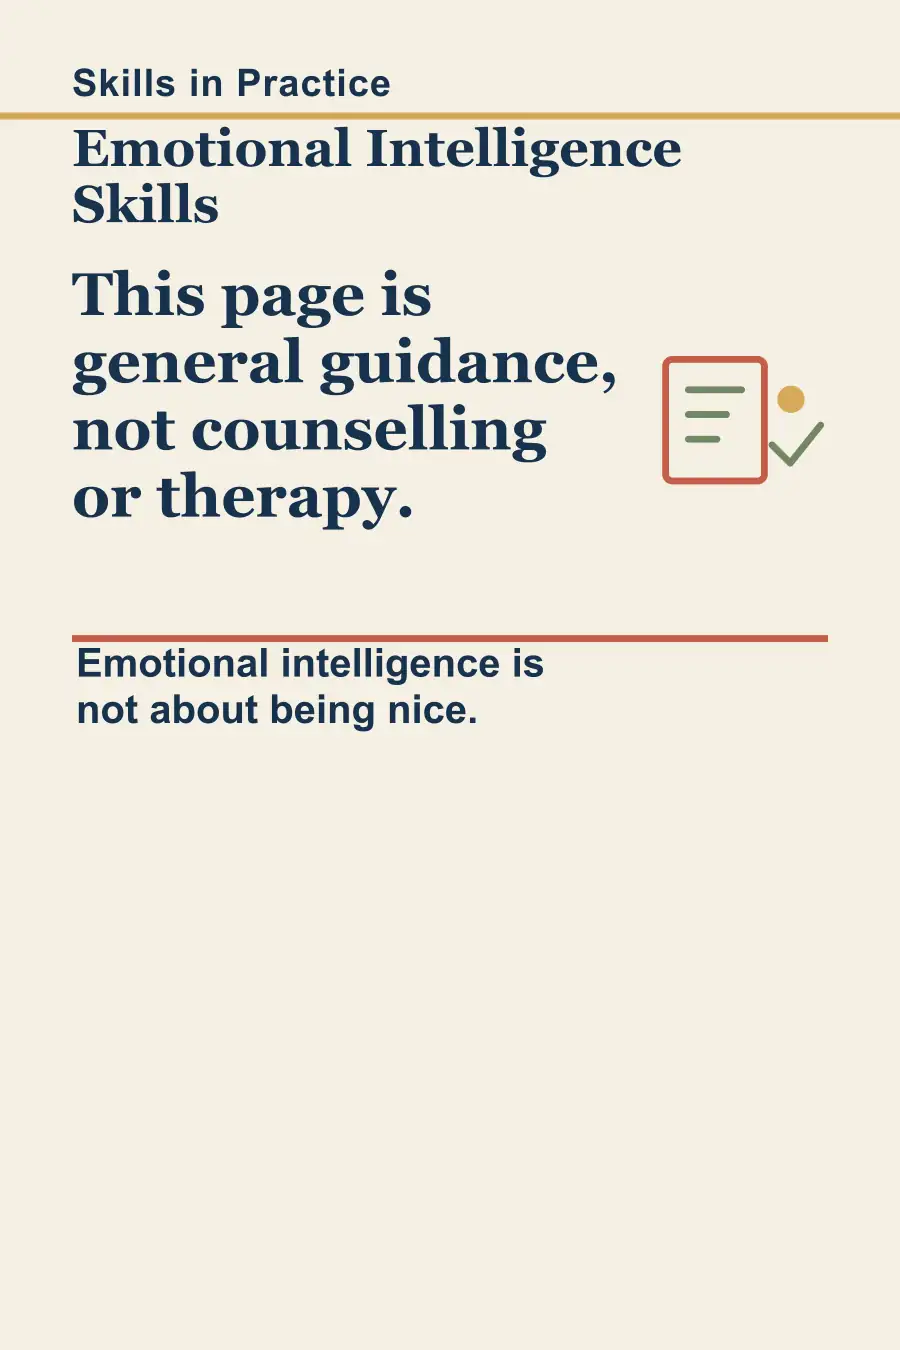 Skills in Practice
Emotional Intelligence
Skills
This page is
general guidance,
not counselling
or therapy.
Emotional intelligence is
not about being nice.